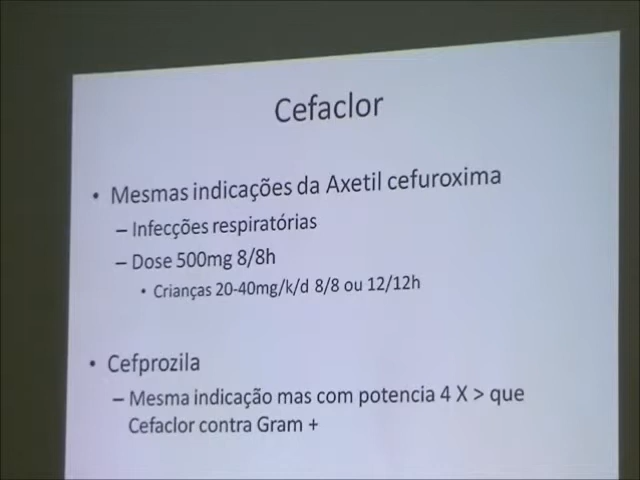 Cefaclor
• Mesmas indicações da Axetil cefuroxima
– Infecções respiratórias
– Dose 500mg 8/8h
• Crianças 20-40mg/k/d 8/8 ou 12/12h
• Cefprozila
– Mesma indicação mas com potencia 4 X > que
Cefaclor contra Gram +